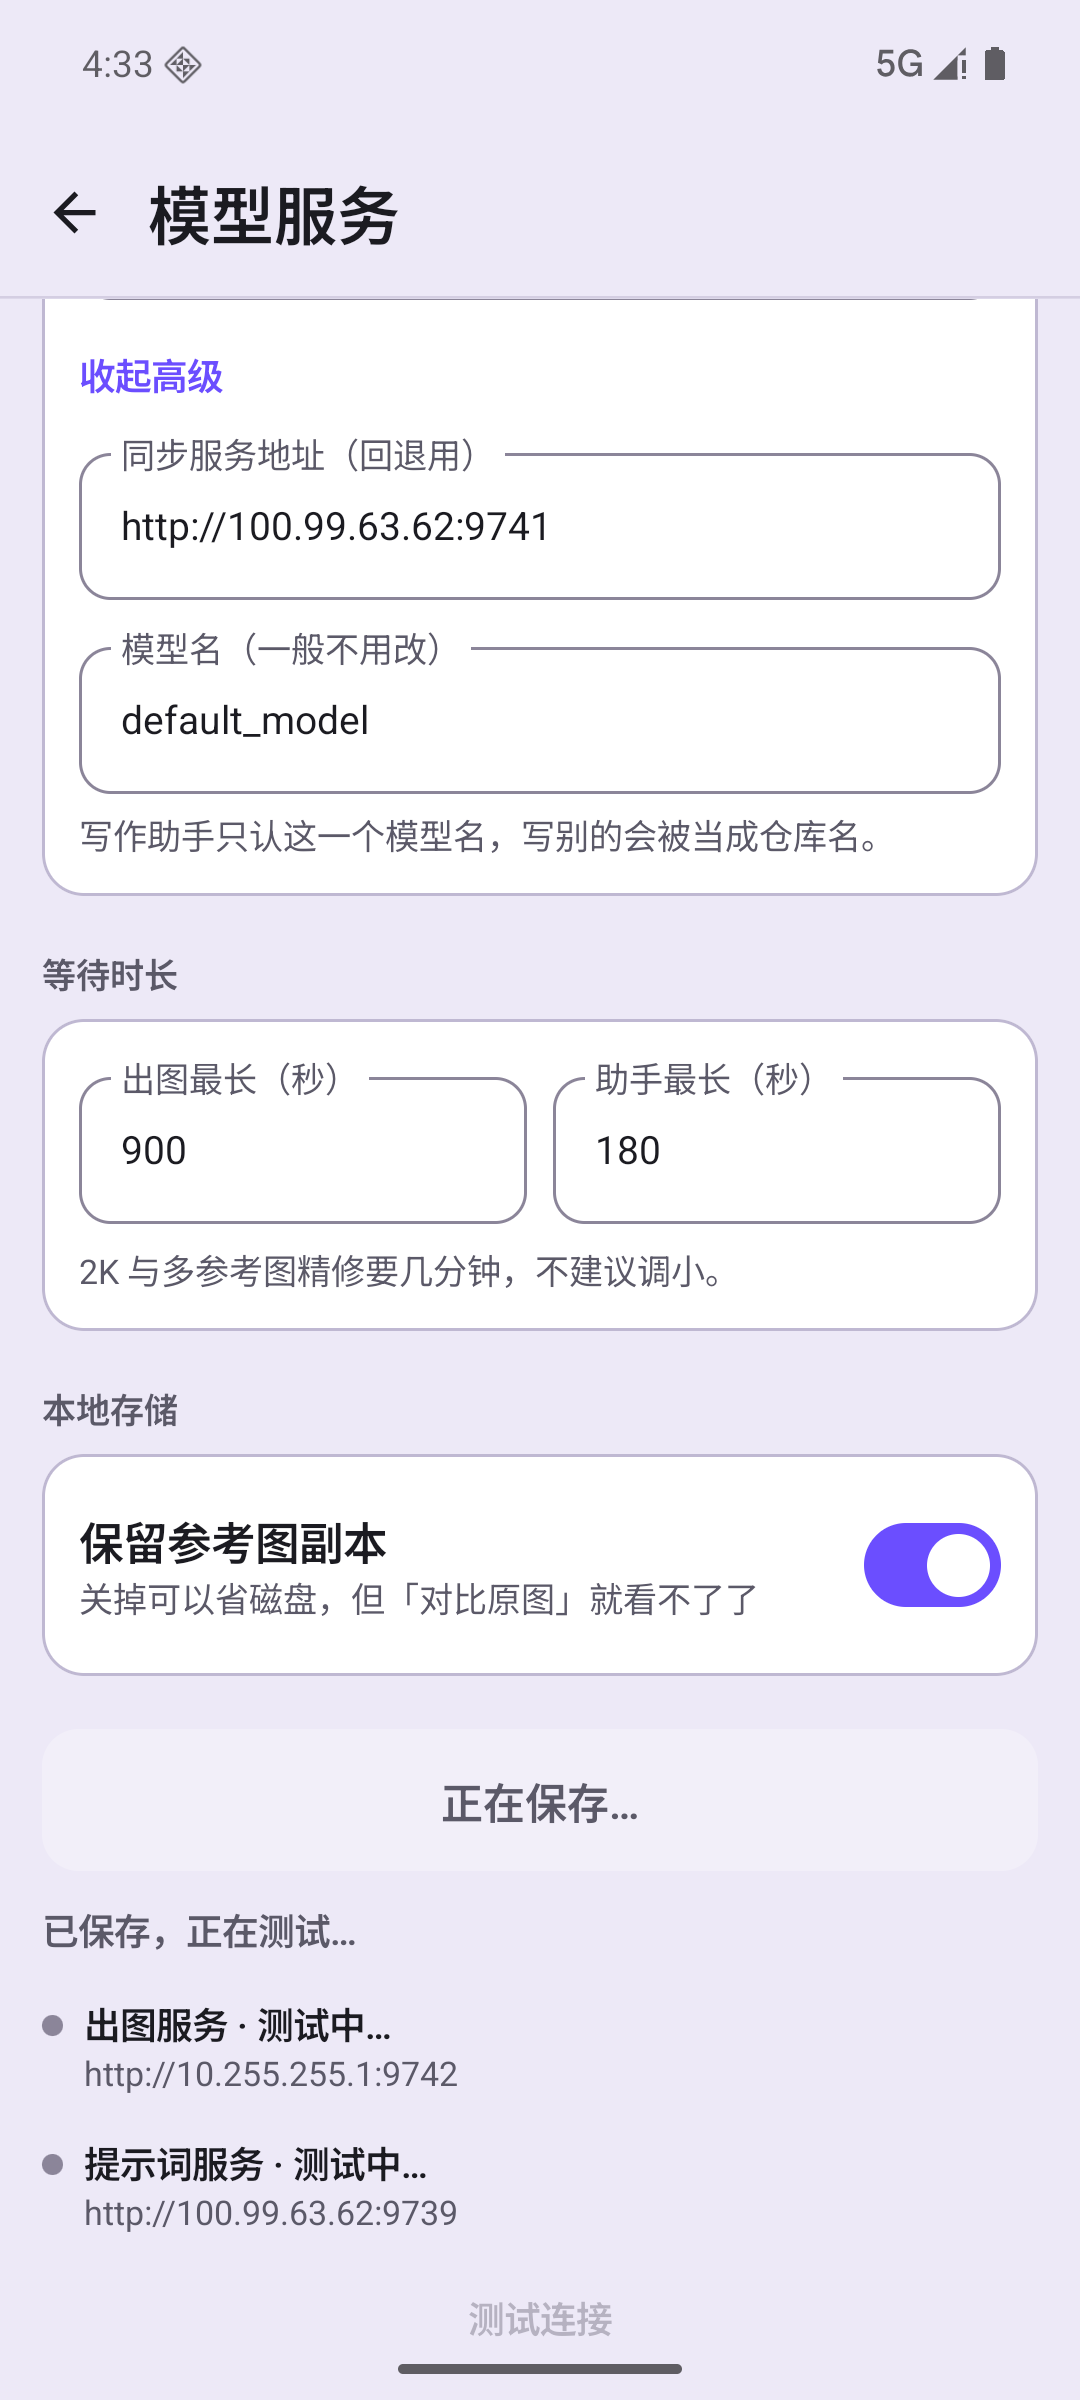 4:33
5G
模型服务
收起高级
同步服务地址（回退用）
http://100.99.63.62:9741
模型名（一般不用改）
default_model
写作助手只认这一个模型名，写别的会被当成仓库名。
等待时长
出图最长（秒）
900
助手最长（秒）
180
2K 与多参考图精修要几分钟，不建议调小。
本地存储
保留参考图副本
关掉可以省磁盘，但「对比原图」就看不了了
正在保存…
已保存，正在测试…
出图服务 · 测试中…
http://10.255.255.1:9742
提示词服务 · 测试中…
http://100.99.63.62:9739
测试连接